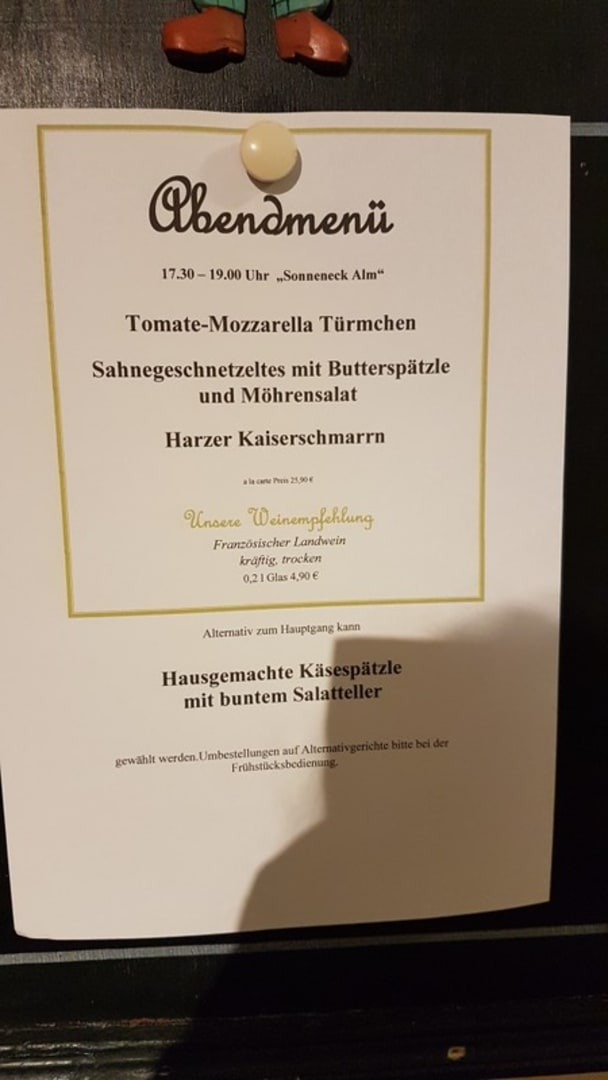 Abendmenü
17.30 – 19.00 Uhr „Sonneneck Alm“
Tomate-Mozzarella Türmchen
Sahnegeschnetzeltes mit Butterspätzle
und Möhrensalat
Harzer Kaiserschmarrn
a la carte Preis 25,90 €
Unsere Weinempfehlung
Französischer Landwein
kräftig, trocken
0,2 l Glas 4,90 €
Alternativ zum Hauptgang kann
Hausgemachte Käsespätzle
mit buntem Salatteller
gewählt werden.Umbestellungen auf Alternativgerichte bitte bei der
Frühstücksbedienung.